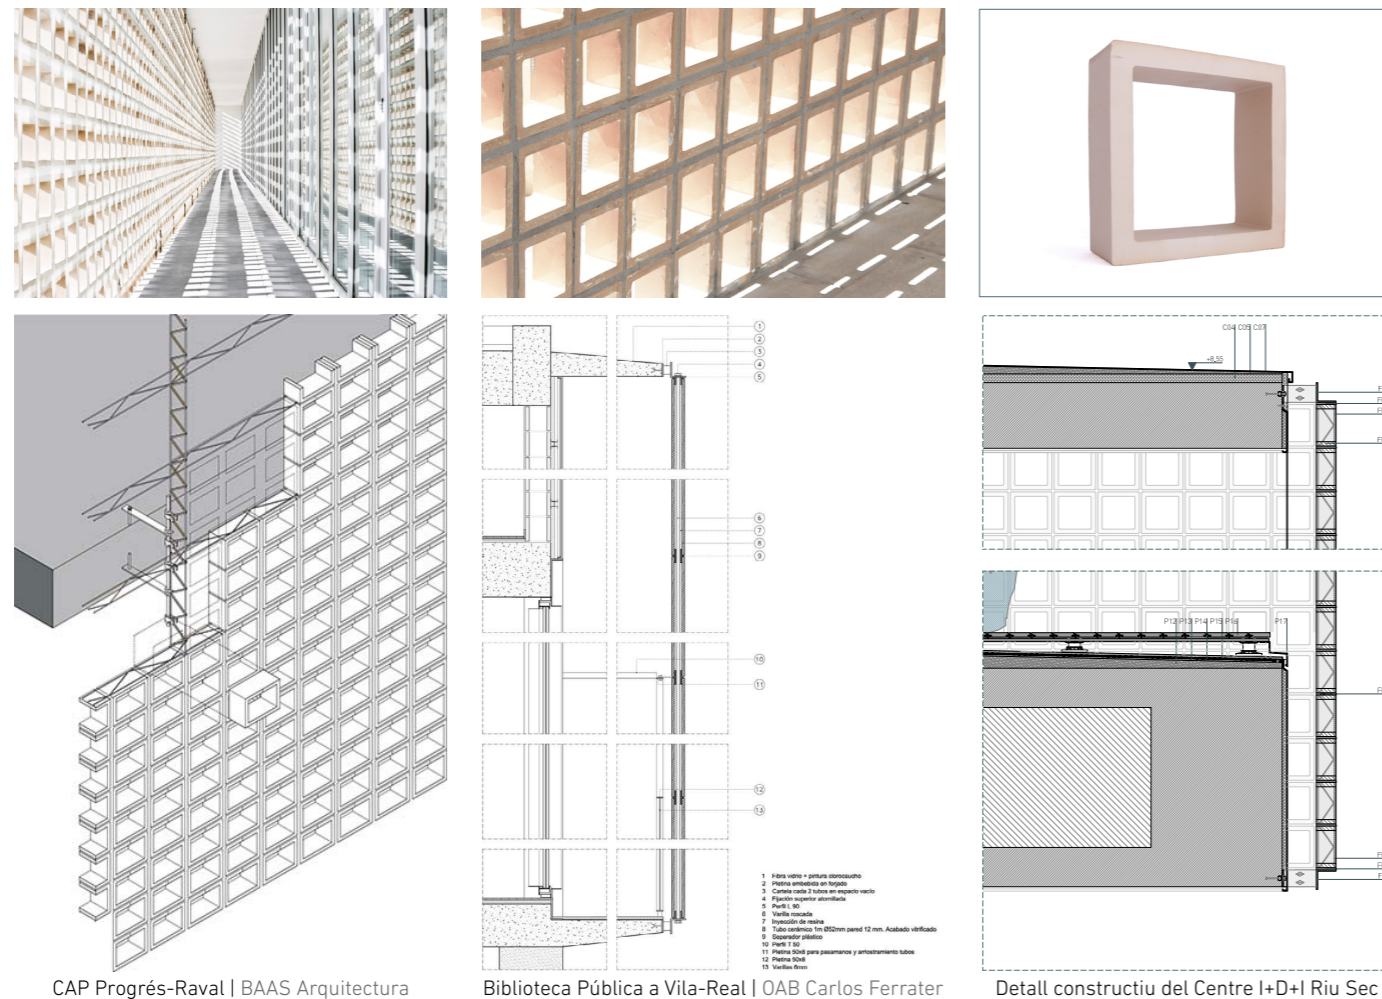 C04 C05 C07
+8,55
1
2
3
4
5
6
7
8
9
10
11
12
13
P12 P13 P14 P15 P16 P17
1 Fibra vidrio + pintura clorocaucho
2 Pletina embebida en forjado
3 Cartela cada 2 tubos en espacio vacío
4 Fijación superior atornillada
5 Perfil L 90
6 Varilla roscada
7 Inyección de resina
8 Tubo cerámico 1m Ø52mm pared 12 mm. Acabado vitrificado
9 Separador plástico
10 Perfil T 50
11 Pletina 50x8 para pasamanos y arriostramiento tubos
12 Pletina 50x8
13 Varillas 6mm
CAP Progrés-Raval | BAAS Arquitectura
Biblioteca Pública a Vila-Real | OAB Carlos Ferrater
Detall constructiu del Centre I+D+I Riu Sec